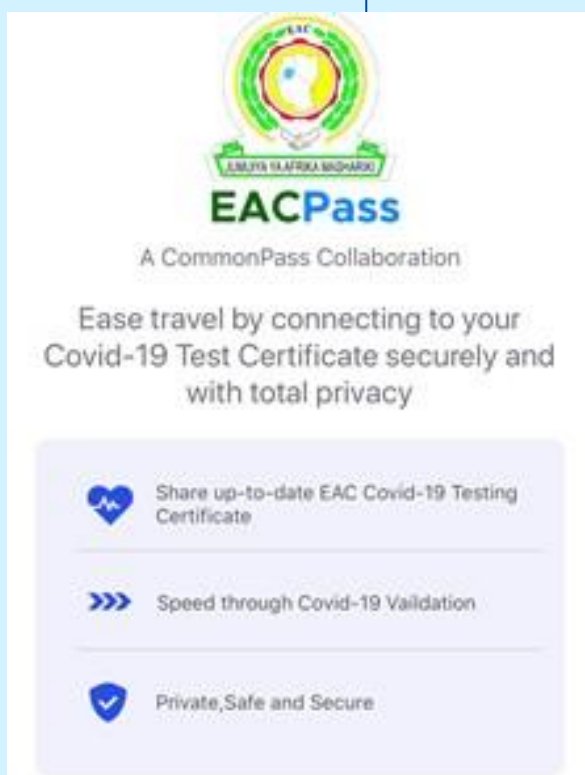 EAC
JUMUIYA YA AFRIKA MASHARIKI
EACPass
A CommonPass Collaboration
Ease travel by connecting to your
Covid-19 Test Certificate securely and
with total privacy
Share up-to-date EAC Covid-19 Testing
Certificate
Speed through Covid-19 Vaildation
Private,Safe and Secure